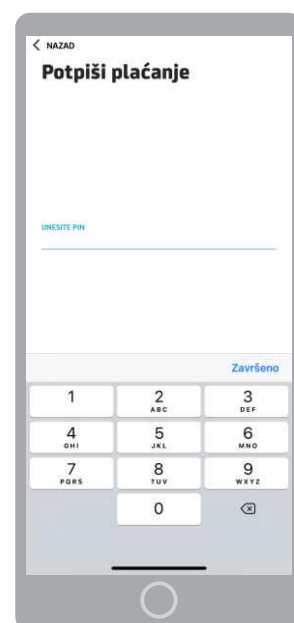 NAZAD
Potpiši plaćanje
UNESITE PIN
Završeno
1
2
3
ABC
DEF
4
5
6
GHI
JKL
MNO
7
8
9
PQRS
TUV
WXYZ
0